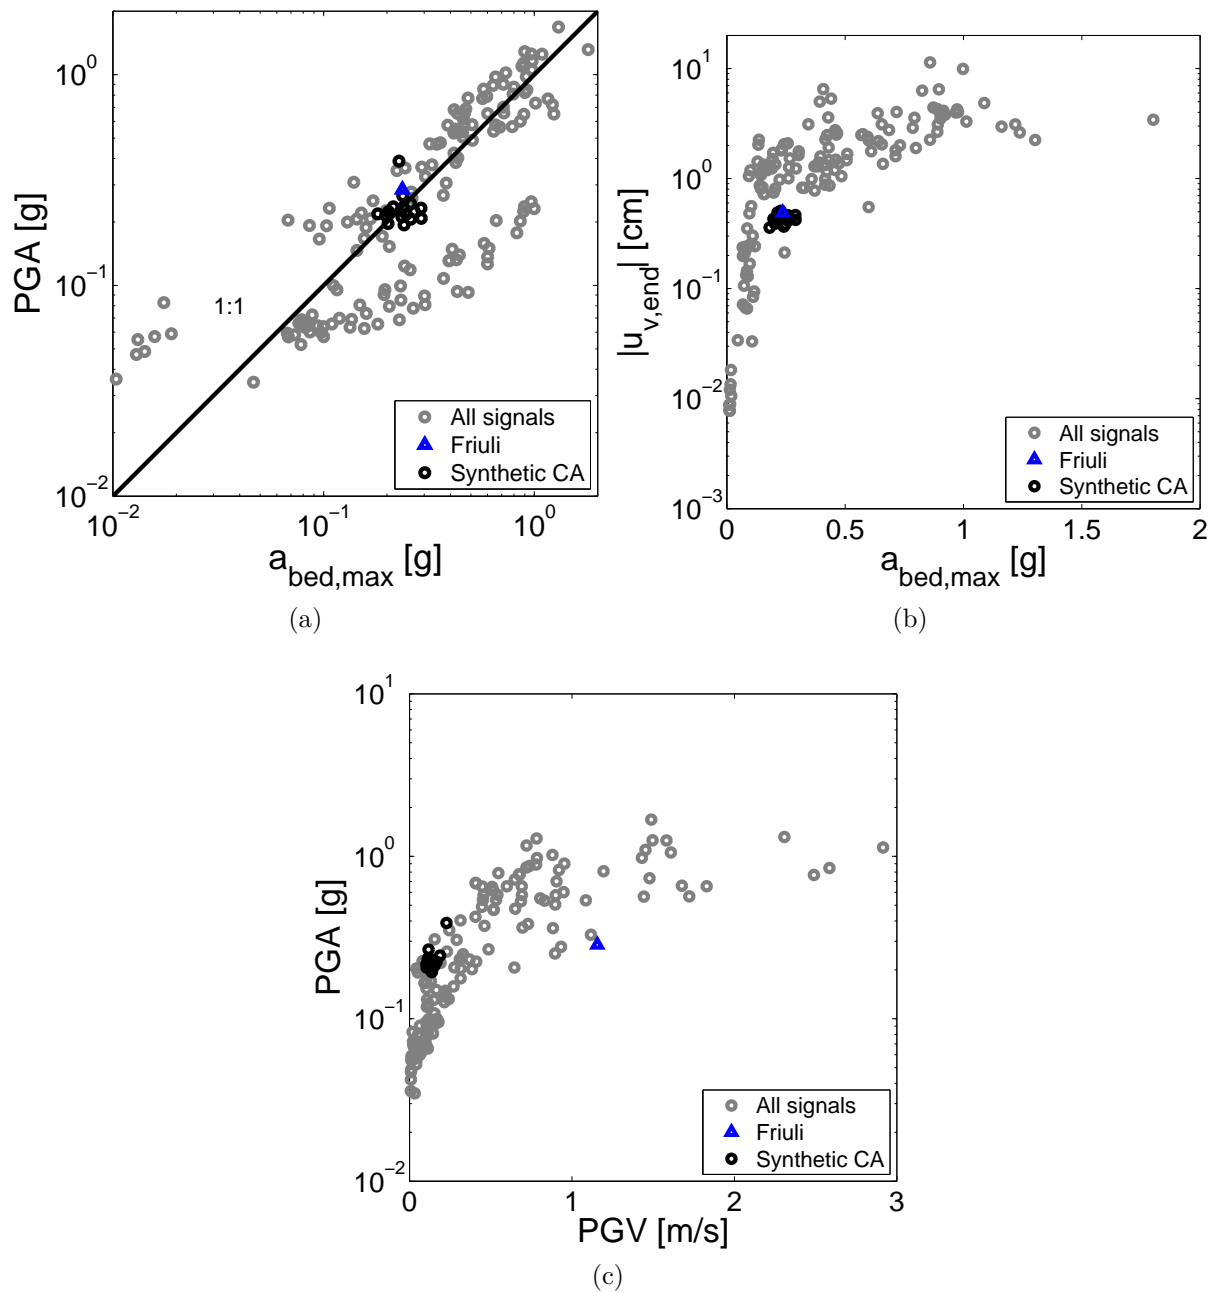 10^0
10^-1
10^-2
PGA [g]
1:1
All signals
Friuli
Synthetic CA
10^-2
10^-1
10^0
a_bed,max [g]
(a)
10^1
10^0
10^-1
10^-2
10^-3
|u_v,end| [cm]
All signals
Friuli
Synthetic CA
0
0.5
1
1.5
2
a_bed,max [g]
(b)
10^1
10^0
10^-1
10^-2
PGA [g]
All signals
Friuli
Synthetic CA
0
1
2
3
PGV [m/s]
(c)